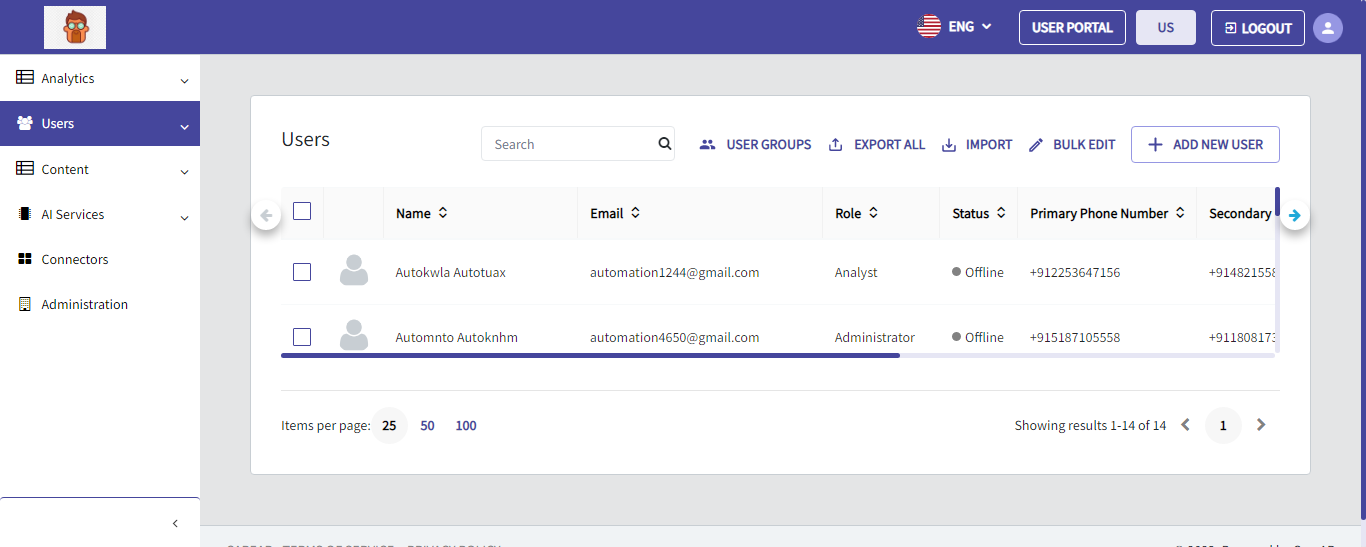 ENG
USER PORTAL
US
LOGOUT
Analytics
Users
Content
AI Services
Connectors
Administration
Users
Search
USER GROUPS
EXPORT ALL
IMPORT
BULK EDIT
ADD NEW USER
Name Email Role Status Primary Phone Number Secondary
Autokwla Autotuax automation1244@gmail.com Analyst Offline +912253647156 +914821558
Automnto Autoknhm automation4650@gmail.com Administrator Offline +915187105558 +911808173
Items per page: 25 50 100
Showing results 1-14 of 14 1